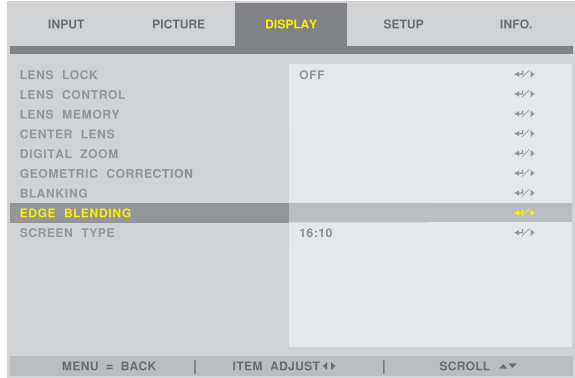 INPUT PICTURE DISPLAY SETUP INFO.
LENS LOCK OFF
LENS CONTROL
LENS MEMORY
CENTER LENS
DIGITAL ZOOM
GEOMETRIC CORRECTION
BLANKING
EDGE BLENDING
SCREEN TYPE 16:10
MENU = BACK | ITEM ADJUST | SCROLL